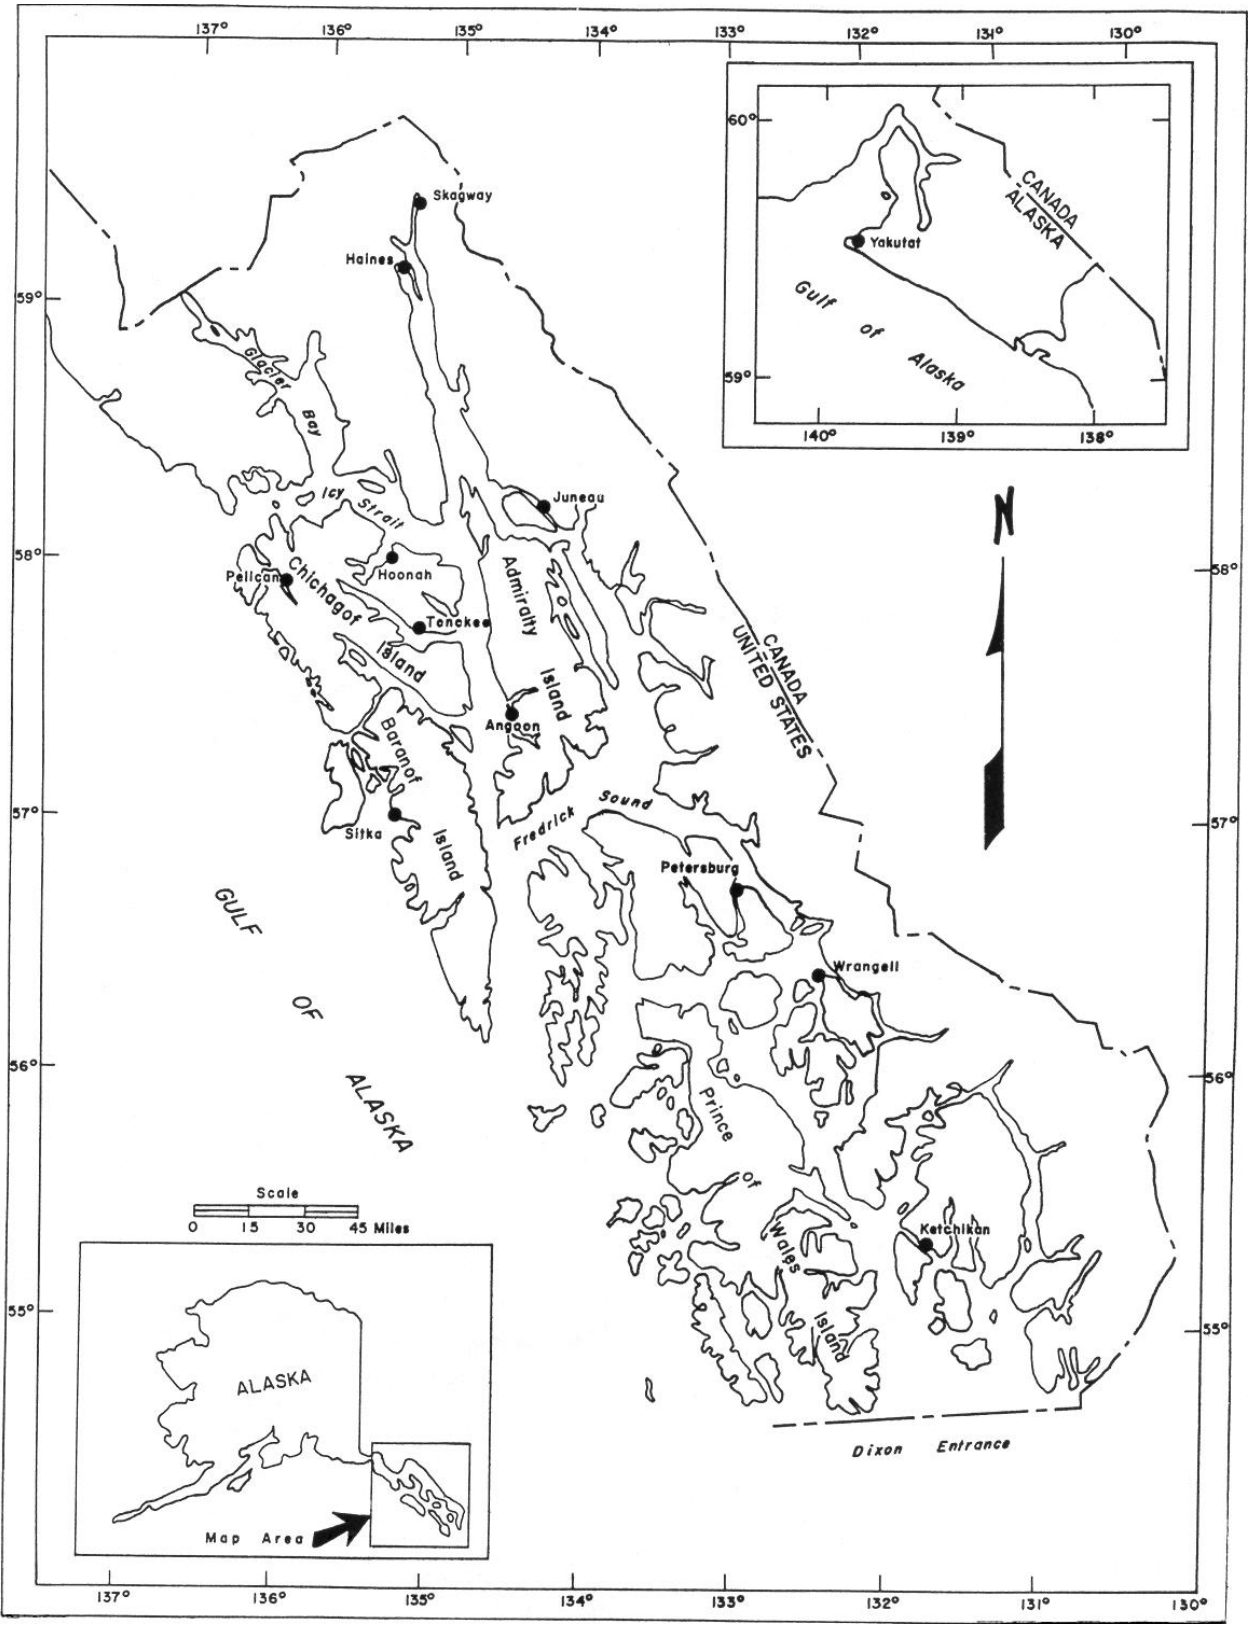 137° 136° 135° 134° 133° 132° 131° 130°
60°
CANADA
ALASKA
Skagway
Yakutat
Haines
Gulf of Alaska
59°
59°
140° 139° 138°
Glacier Bay
Icy Strait
Juneau
N
58°
58°
Pelican
Hoonah
Chichagof Island
Admiralty Island
Tenakee
CANADA
UNITED STATES
Angoon
Baranof Island
57°
57°
Sitka
Fredrick Sound
Petersburg
GULF OF ALASKA
Wrangell
56°
56°
Prince of Wales Island
Scale
0 15 30 45 Miles
Ketchikan
55°
55°
ALASKA
Dixon Entrance
Map Area
137° 136° 135° 134° 133° 132° 131° 130°